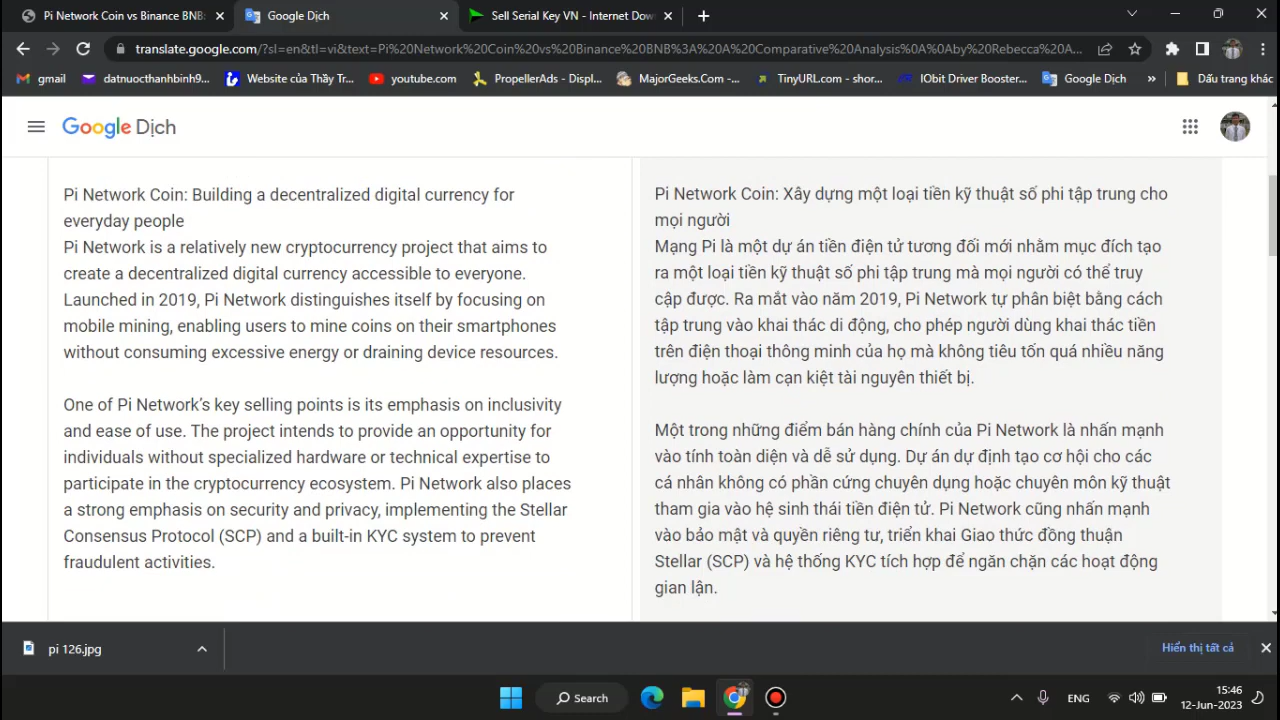 Pi Network Coin vs Binance BNB:
Google Dịch
Sell Serial Key VN - Internet Dow
translate.google.com/?sl=en&tl=vi&text=Pi%20Network%20Coin%20vs%20Binance%20BNB%3A%20A%20Comparative%20Analysis%0A%0Aby%20Rebecca%20A...
gmail
datnuocthanhbinh9...
Website của Thầy Tr...
youtube.com
PropellerAds - Displ...
MajorGeeks.Com -...
TinyURL.com - shor...
IObit Driver Booster...
Google Dịch
»
Dấu trang khác
Google Dịch
Pi Network Coin: Building a decentralized digital currency for
everyday people
Pi Network is a relatively new cryptocurrency project that aims to
create a decentralized digital currency accessible to everyone.
Launched in 2019, Pi Network distinguishes itself by focusing on
mobile mining, enabling users to mine coins on their smartphones
without consuming excessive energy or draining device resources.
One of Pi Network’s key selling points is its emphasis on inclusivity
and ease of use. The project intends to provide an opportunity for
individuals without specialized hardware or technical expertise to
participate in the cryptocurrency ecosystem. Pi Network also places
a strong emphasis on security and privacy, implementing the Stellar
Consensus Protocol (SCP) and a built-in KYC system to prevent
fraudulent activities.
Pi Network Coin: Xây dựng một loại tiền kỹ thuật số phi tập trung cho
mọi người
Mạng Pi là một dự án tiền điện tử tương đối mới nhằm mục đích tạo
ra một loại tiền kỹ thuật số phi tập trung mà mọi người có thể truy
cập được. Ra mắt vào năm 2019, Pi Network tự phân biệt bằng cách
tập trung vào khai thác di động, cho phép người dùng khai thác tiền
trên điện thoại thông minh của họ mà không tiêu tốn quá nhiều năng
lượng hoặc làm cạn kiệt tài nguyên thiết bị.
Một trong những điểm bán hàng chính của Pi Network là nhấn mạnh
vào tính toàn diện và dễ sử dụng. Dự án dự định tạo cơ hội cho các
cá nhân không có phần cứng chuyên dụng hoặc chuyên môn kỹ thuật
tham gia vào hệ sinh thái tiền điện tử. Pi Network cũng nhấn mạnh
vào bảo mật và quyền riêng tư, triển khai Giao thức đồng thuận
Stellar (SCP) và hệ thống KYC tích hợp để ngăn chặn các hoạt động
gian lận.
pi 126.jpg
Hiển thị tất cả
Search
ENG
15:46
12-Jun-2023